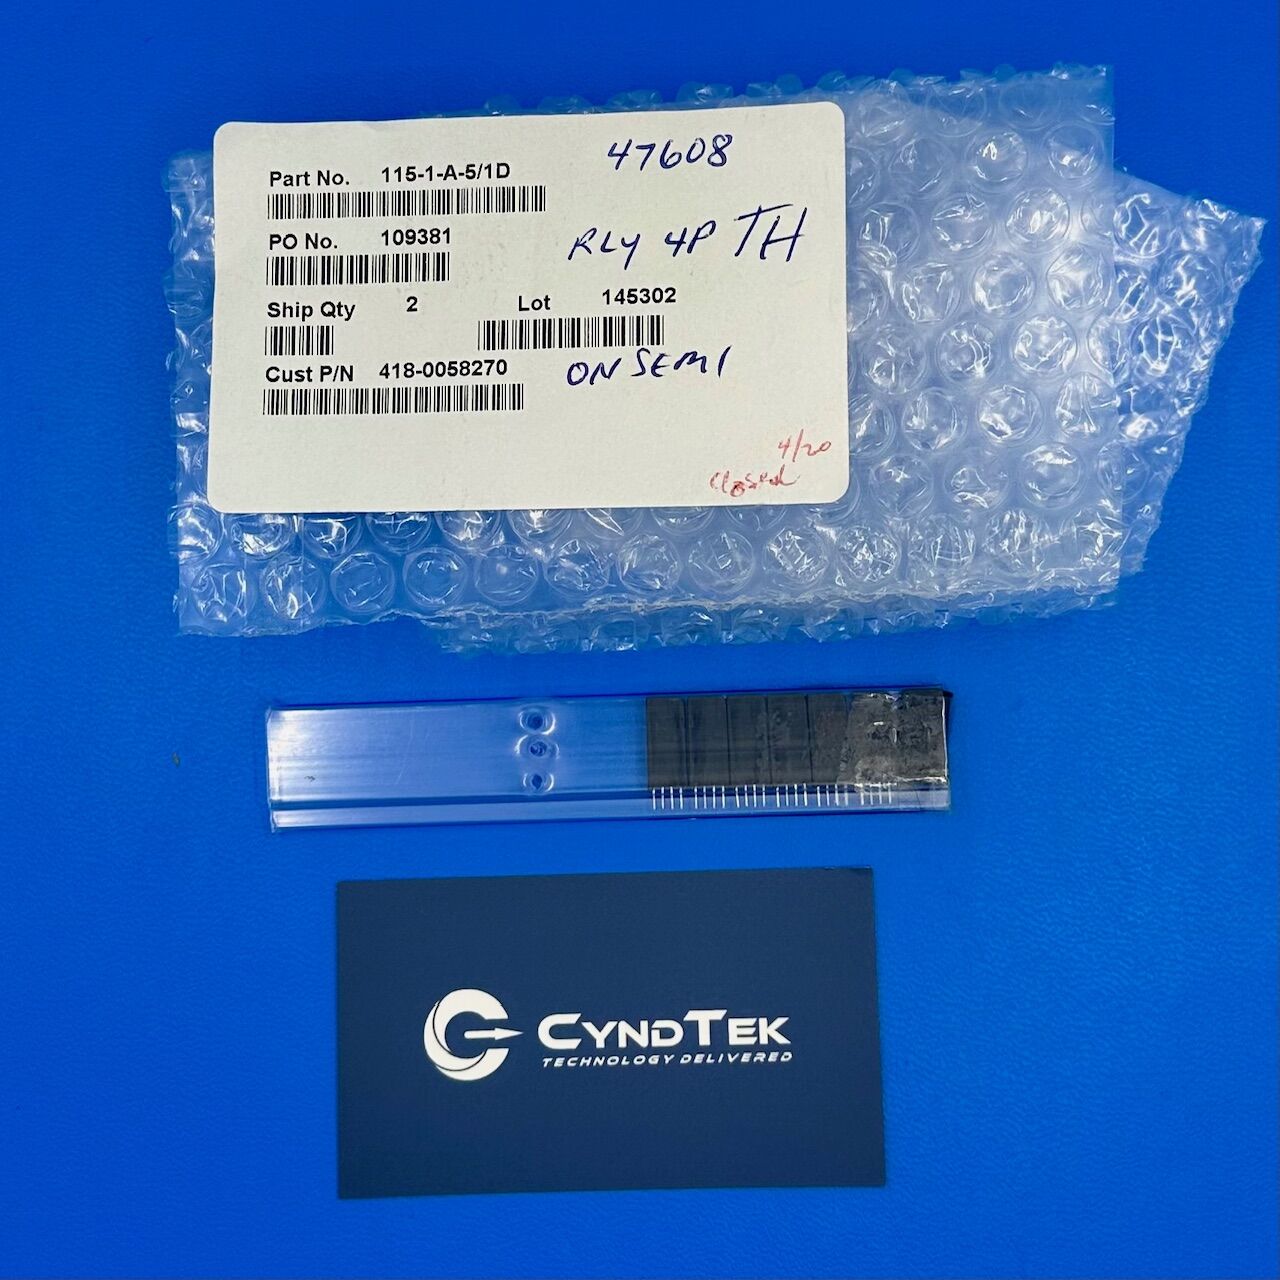 47608
Part No. 115-1-A-5/1D
PO No. 109381
RLY 4P TH
Ship Qty 2 Lot 145302
Cust P/N 418-0058270
ON SEMI
4/20
Closed
CYNDTEK
TECHNOLOGY DELIVERED